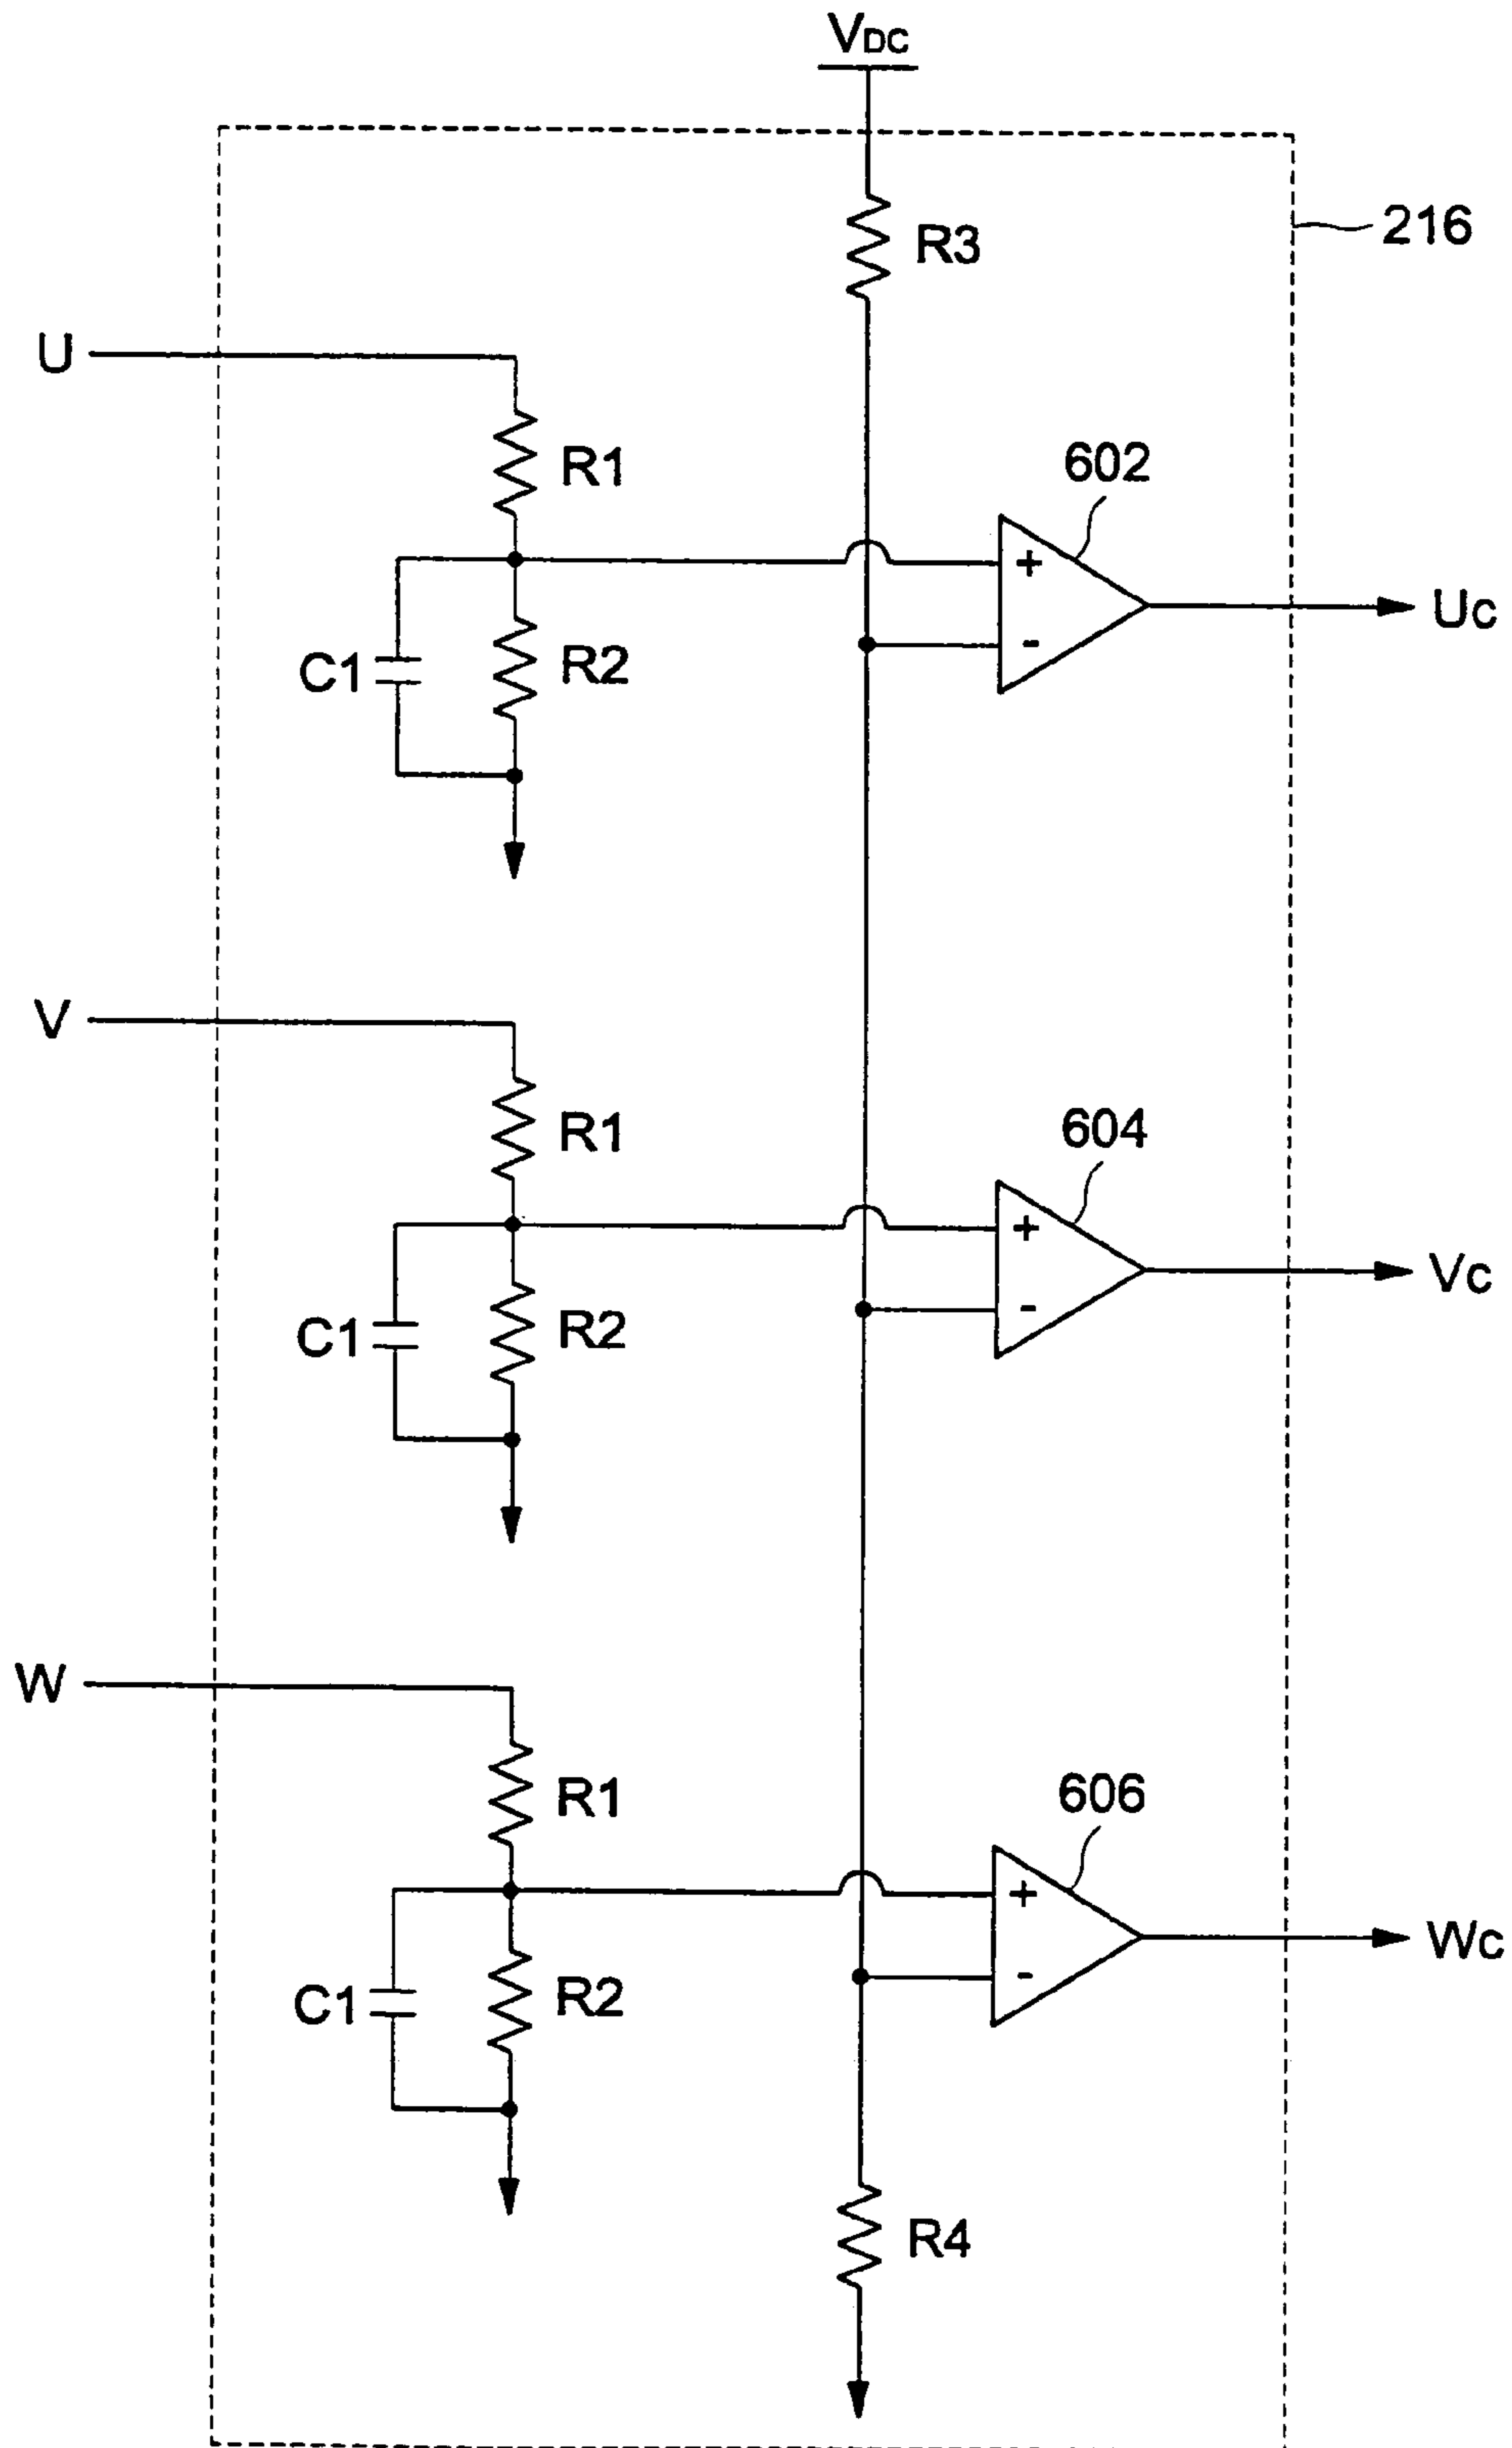 VDC
R3
216
U
R1
602
+
-
Uc
C1
R2
V
R1
604
+
-
Vc
C1
R2
W
R1
606
+
-
Wc
C1
R2
R4